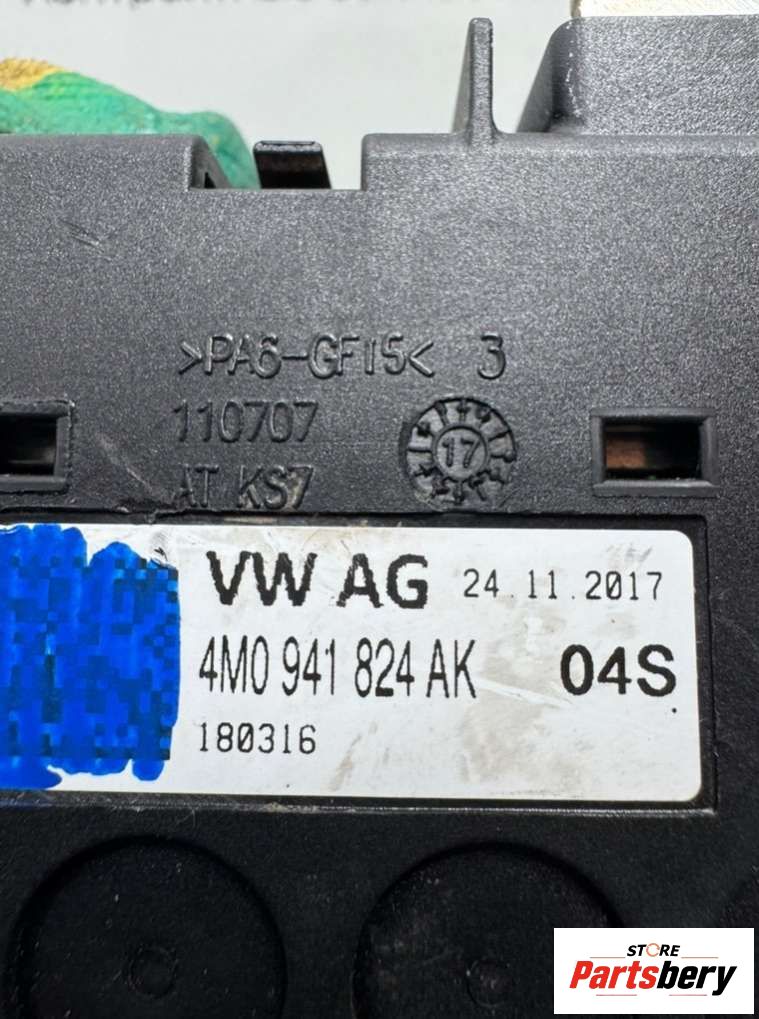 >PA6-GF15< 3
110707
17
AT KS7
VW AG 24.11.2017
4M0 941 824 AK 04S
180316
STORE
Partsbery